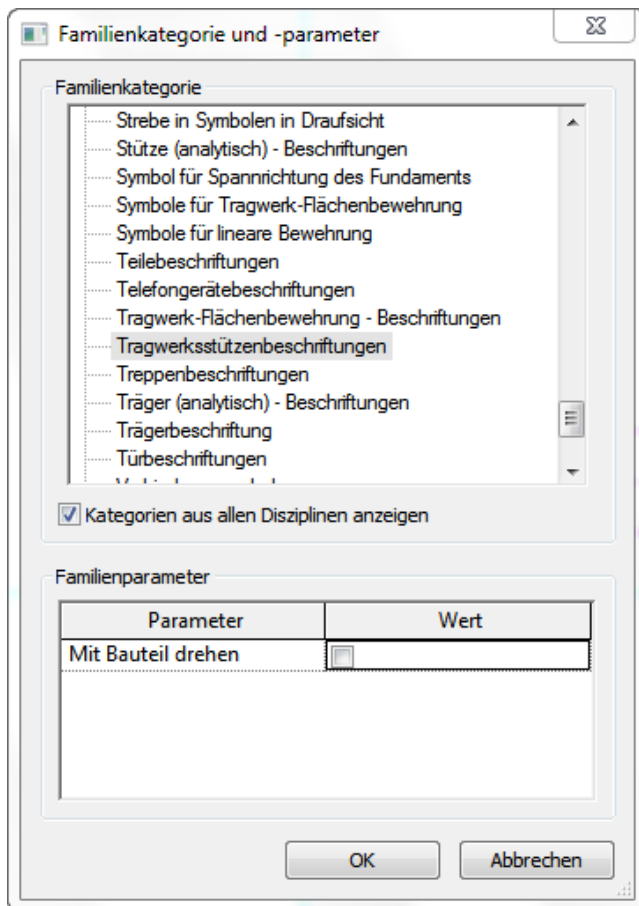 Familienkategorie und -parameter
Familienkategorie
Strebe in Symbolen in Draufsicht
Stütze (analytisch) - Beschriftungen
Symbol für Spannrichtung des Fundaments
Symbole für Tragwerk-Flächenbewehrung
Symbole für lineare Bewehrung
Teilebeschriftungen
Telefongerätebeschriftungen
Tragwerk-Flächenbewehrung - Beschriftungen
Tragwerksstützenbeschriftungen
Treppenbeschriftungen
Träger (analytisch) - Beschriftungen
Trägerbeschriftung
Türbeschriftungen
Kategorien aus allen Disziplinen anzeigen
Familienparameter
Parameter Wert
Mit Bauteil drehen
OK Abbrechen